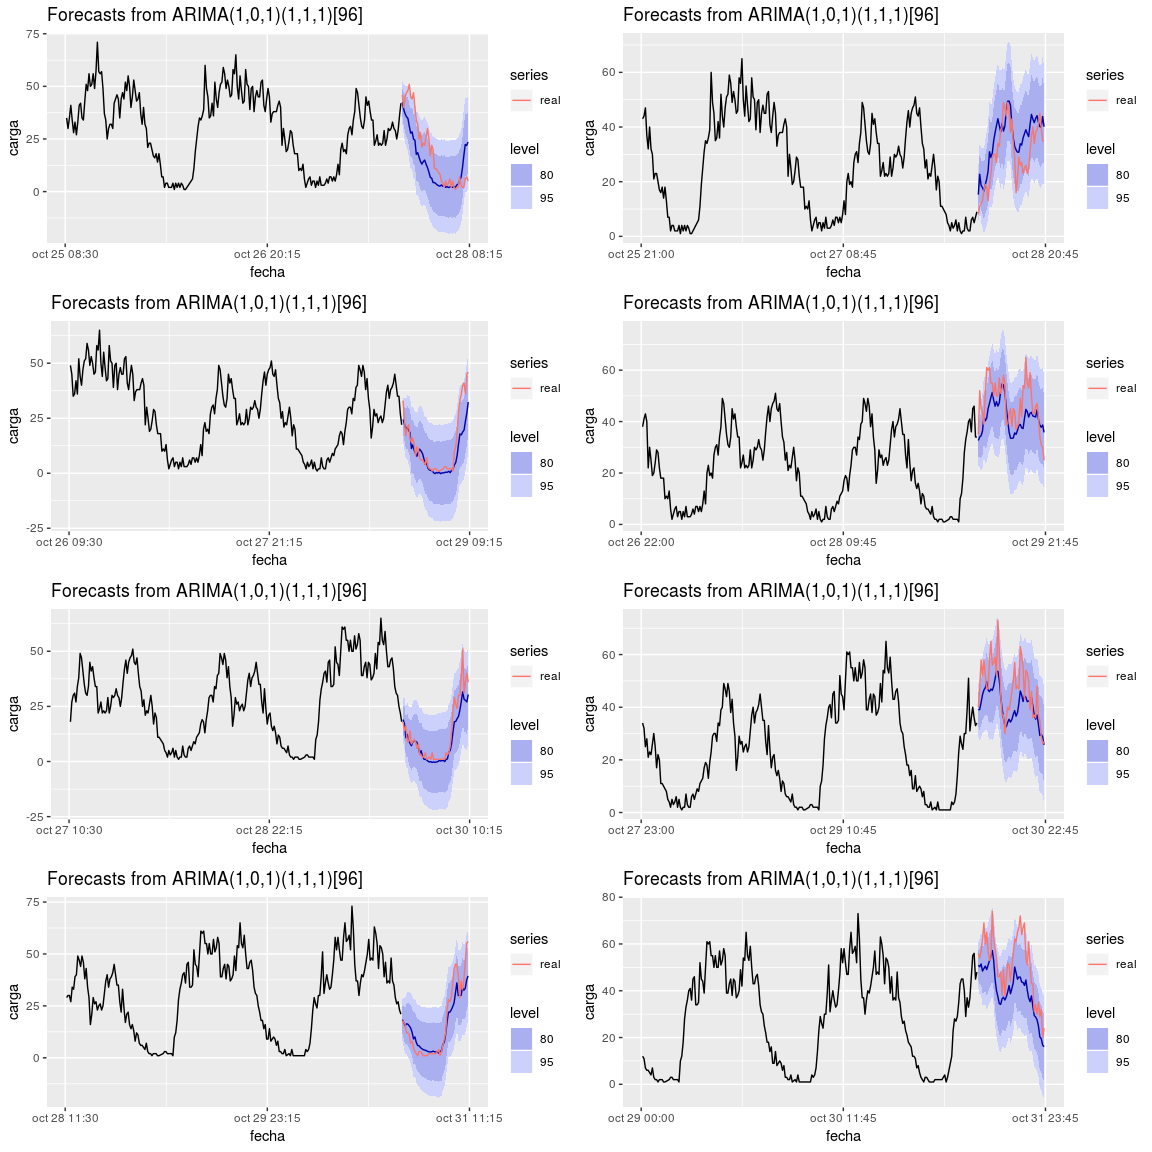 Forecasts from ARIMA(1,0,1)(1,1,1)[96]
75
50
25
0
carga
oct 25 08:30
oct 26 20:15
oct 28 08:15
fecha
series
real
level
80
95
Forecasts from ARIMA(1,0,1)(1,1,1)[96]
60
40
20
0
carga
oct 25 21:00
oct 27 08:45
oct 28 20:45
fecha
series
real
level
80
95
Forecasts from ARIMA(1,0,1)(1,1,1)[96]
50
25
0
-25
carga
oct 26 09:30
oct 27 21:15
oct 29 09:15
fecha
series
real
level
80
95
Forecasts from ARIMA(1,0,1)(1,1,1)[96]
60
40
20
0
carga
oct 26 22:00
oct 28 09:45
oct 29 21:45
fecha
series
real
level
80
95
Forecasts from ARIMA(1,0,1)(1,1,1)[96]
50
25
0
-25
carga
oct 27 10:30
oct 28 22:15
oct 30 10:15
fecha
series
real
level
80
95
Forecasts from ARIMA(1,0,1)(1,1,1)[96]
60
40
20
0
carga
oct 27 23:00
oct 29 10:45
oct 30 22:45
fecha
series
real
level
80
95
Forecasts from ARIMA(1,0,1)(1,1,1)[96]
75
50
25
0
carga
oct 28 11:30
oct 29 23:15
oct 31 11:15
fecha
series
real
level
80
95
Forecasts from ARIMA(1,0,1)(1,1,1)[96]
80
60
40
20
0
carga
oct 29 00:00
oct 30 11:45
oct 31 23:45
fecha
series
real
level
80
95